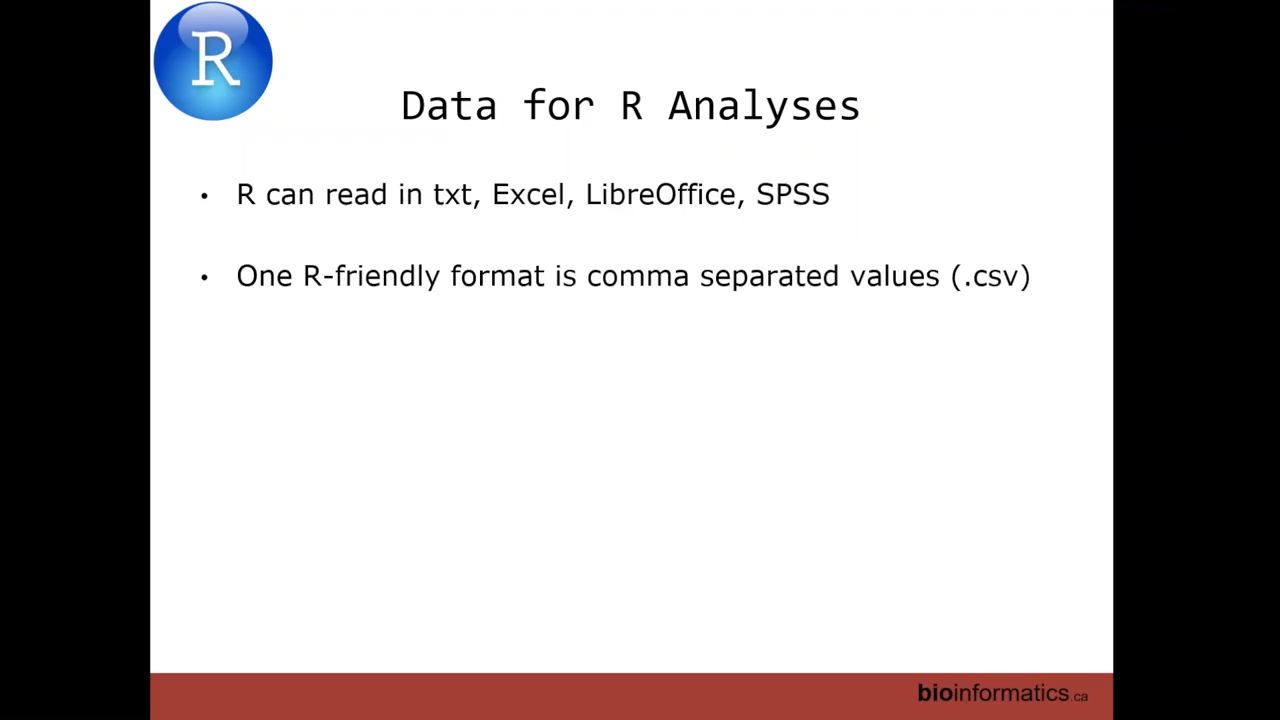 R
Data for R Analyses
• R can read in txt, Excel, LibreOffice, SPSS
• One R-friendly format is comma separated values (.csv)
bioinformatics.ca